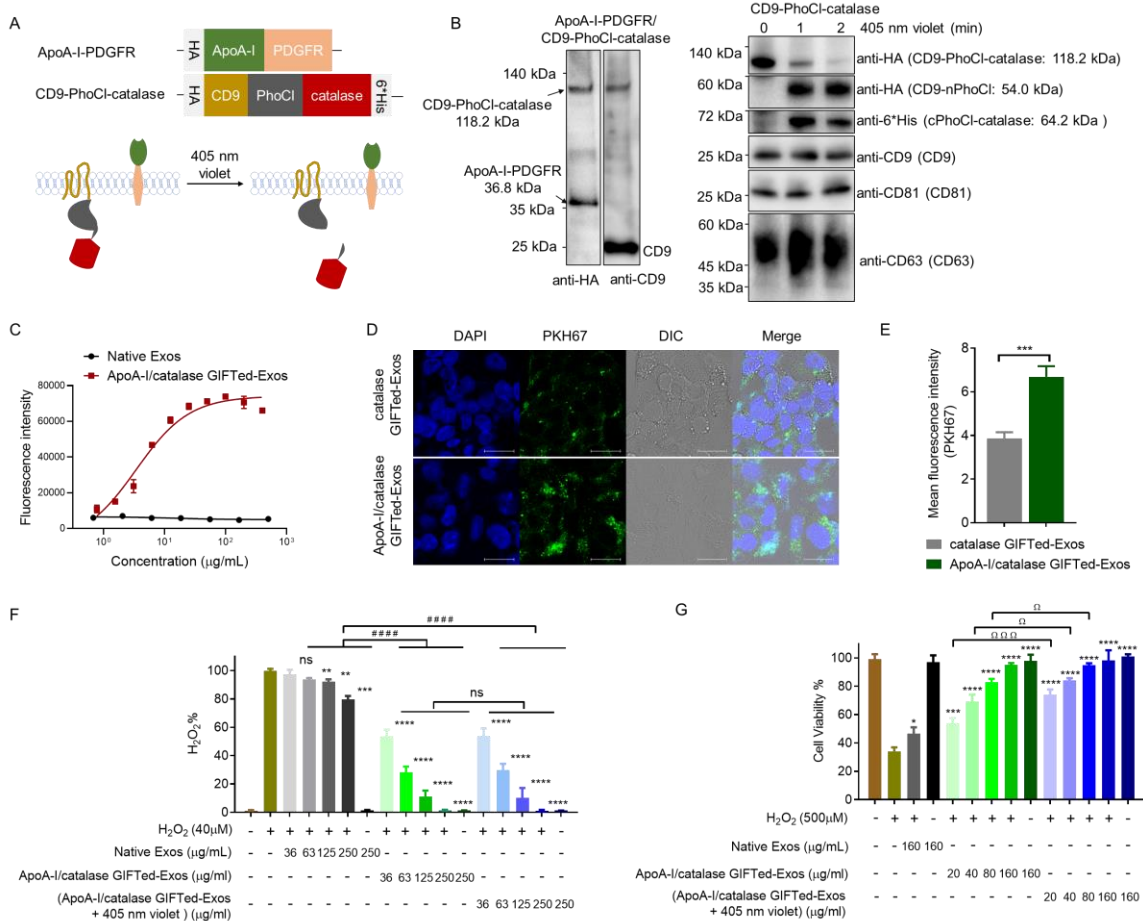 A
ApoA-I-PDGFR
HA
ApoA-I
PDGFR
CD9-PhoCl-catalase
HA
CD9
PhoCl
catalase
6*His
405 nm
violet
B
ApoA-I-PDGFR/
CD9-PhoCl-catalase
140 kDa
CD9-PhoCl-catalase
118.2 kDa
ApoA-I-PDGFR
36.8 kDa
35 kDa
25 kDa
CD9
anti-HA
anti-CD9
CD9-PhoCl-catalase
0 1 2 405 nm violet (min)
140 kDa
anti-HA (CD9-PhoCl-catalase: 118.2 kDa)
60 kDa
anti-HA (CD9-nPhoCl: 54.0 kDa)
72 kDa
anti-6*His (cPhoCl-catalase: 64.2 kDa )
25 kDa
anti-CD9 (CD9)
25 kDa
anti-CD81 (CD81)
60 kDa
45 kDa
35 kDa
anti-CD63 (CD63)
C
Native Exos
ApoA-I/catalase GIFTed-Exos
Fluorescence intensity
80000
60000
40000
20000
0
10⁰ 10¹ 10² 10³
Concentration (μg/mL)
D
DAPI PKH67 DIC Merge
catalase
GIFTed-Exos
ApoA-I/catalase
GIFTed-Exos
E
Mean fluorescence intensity
(PKH67)
8
6
4
2
0
***
catalase GIFTed-Exos
ApoA-I/catalase GIFTed-Exos
F
H₂O₂%
100
80
60
40
20
0
####
####
ns
** ** ***
ns
**** **** **** ****
**** **** **** ****
H₂O₂ (40μM) - + + + + + - + + + + - + + + + -
Native Exos (μg/mL) - - 36 63 125 250 250 - - - - - - - - - -
ApoA-I/catalase GIFTed-Exos (μg/ml) - - - - - - - 36 63 125 250 250 - - - - -
(ApoA-I/catalase GIFTed-Exos
+ 405 nm violet ) (μg/ml) - - - - - - - - - - - - 36 63 125 250 250
G
Cell Viability %
100
80
60
40
20
0
Ω
Ω
Ω Ω Ω
*
*** **** **** **** ****
**** **** **** **** ****
H₂O₂ (500μM) - + + - + + + + - + + + + -
Native Exos (μg/mL) - - 160 160 - - - - - - - - - -
ApoA-I/catalase GIFTed-Exos (μg/ml) - - - - 20 40 80 160 160 - - - - -
(ApoA-I/catalase GIFTed-Exos
+ 405 nm violet) (μg/ml) - - - - - - - - - 20 40 80 160 160